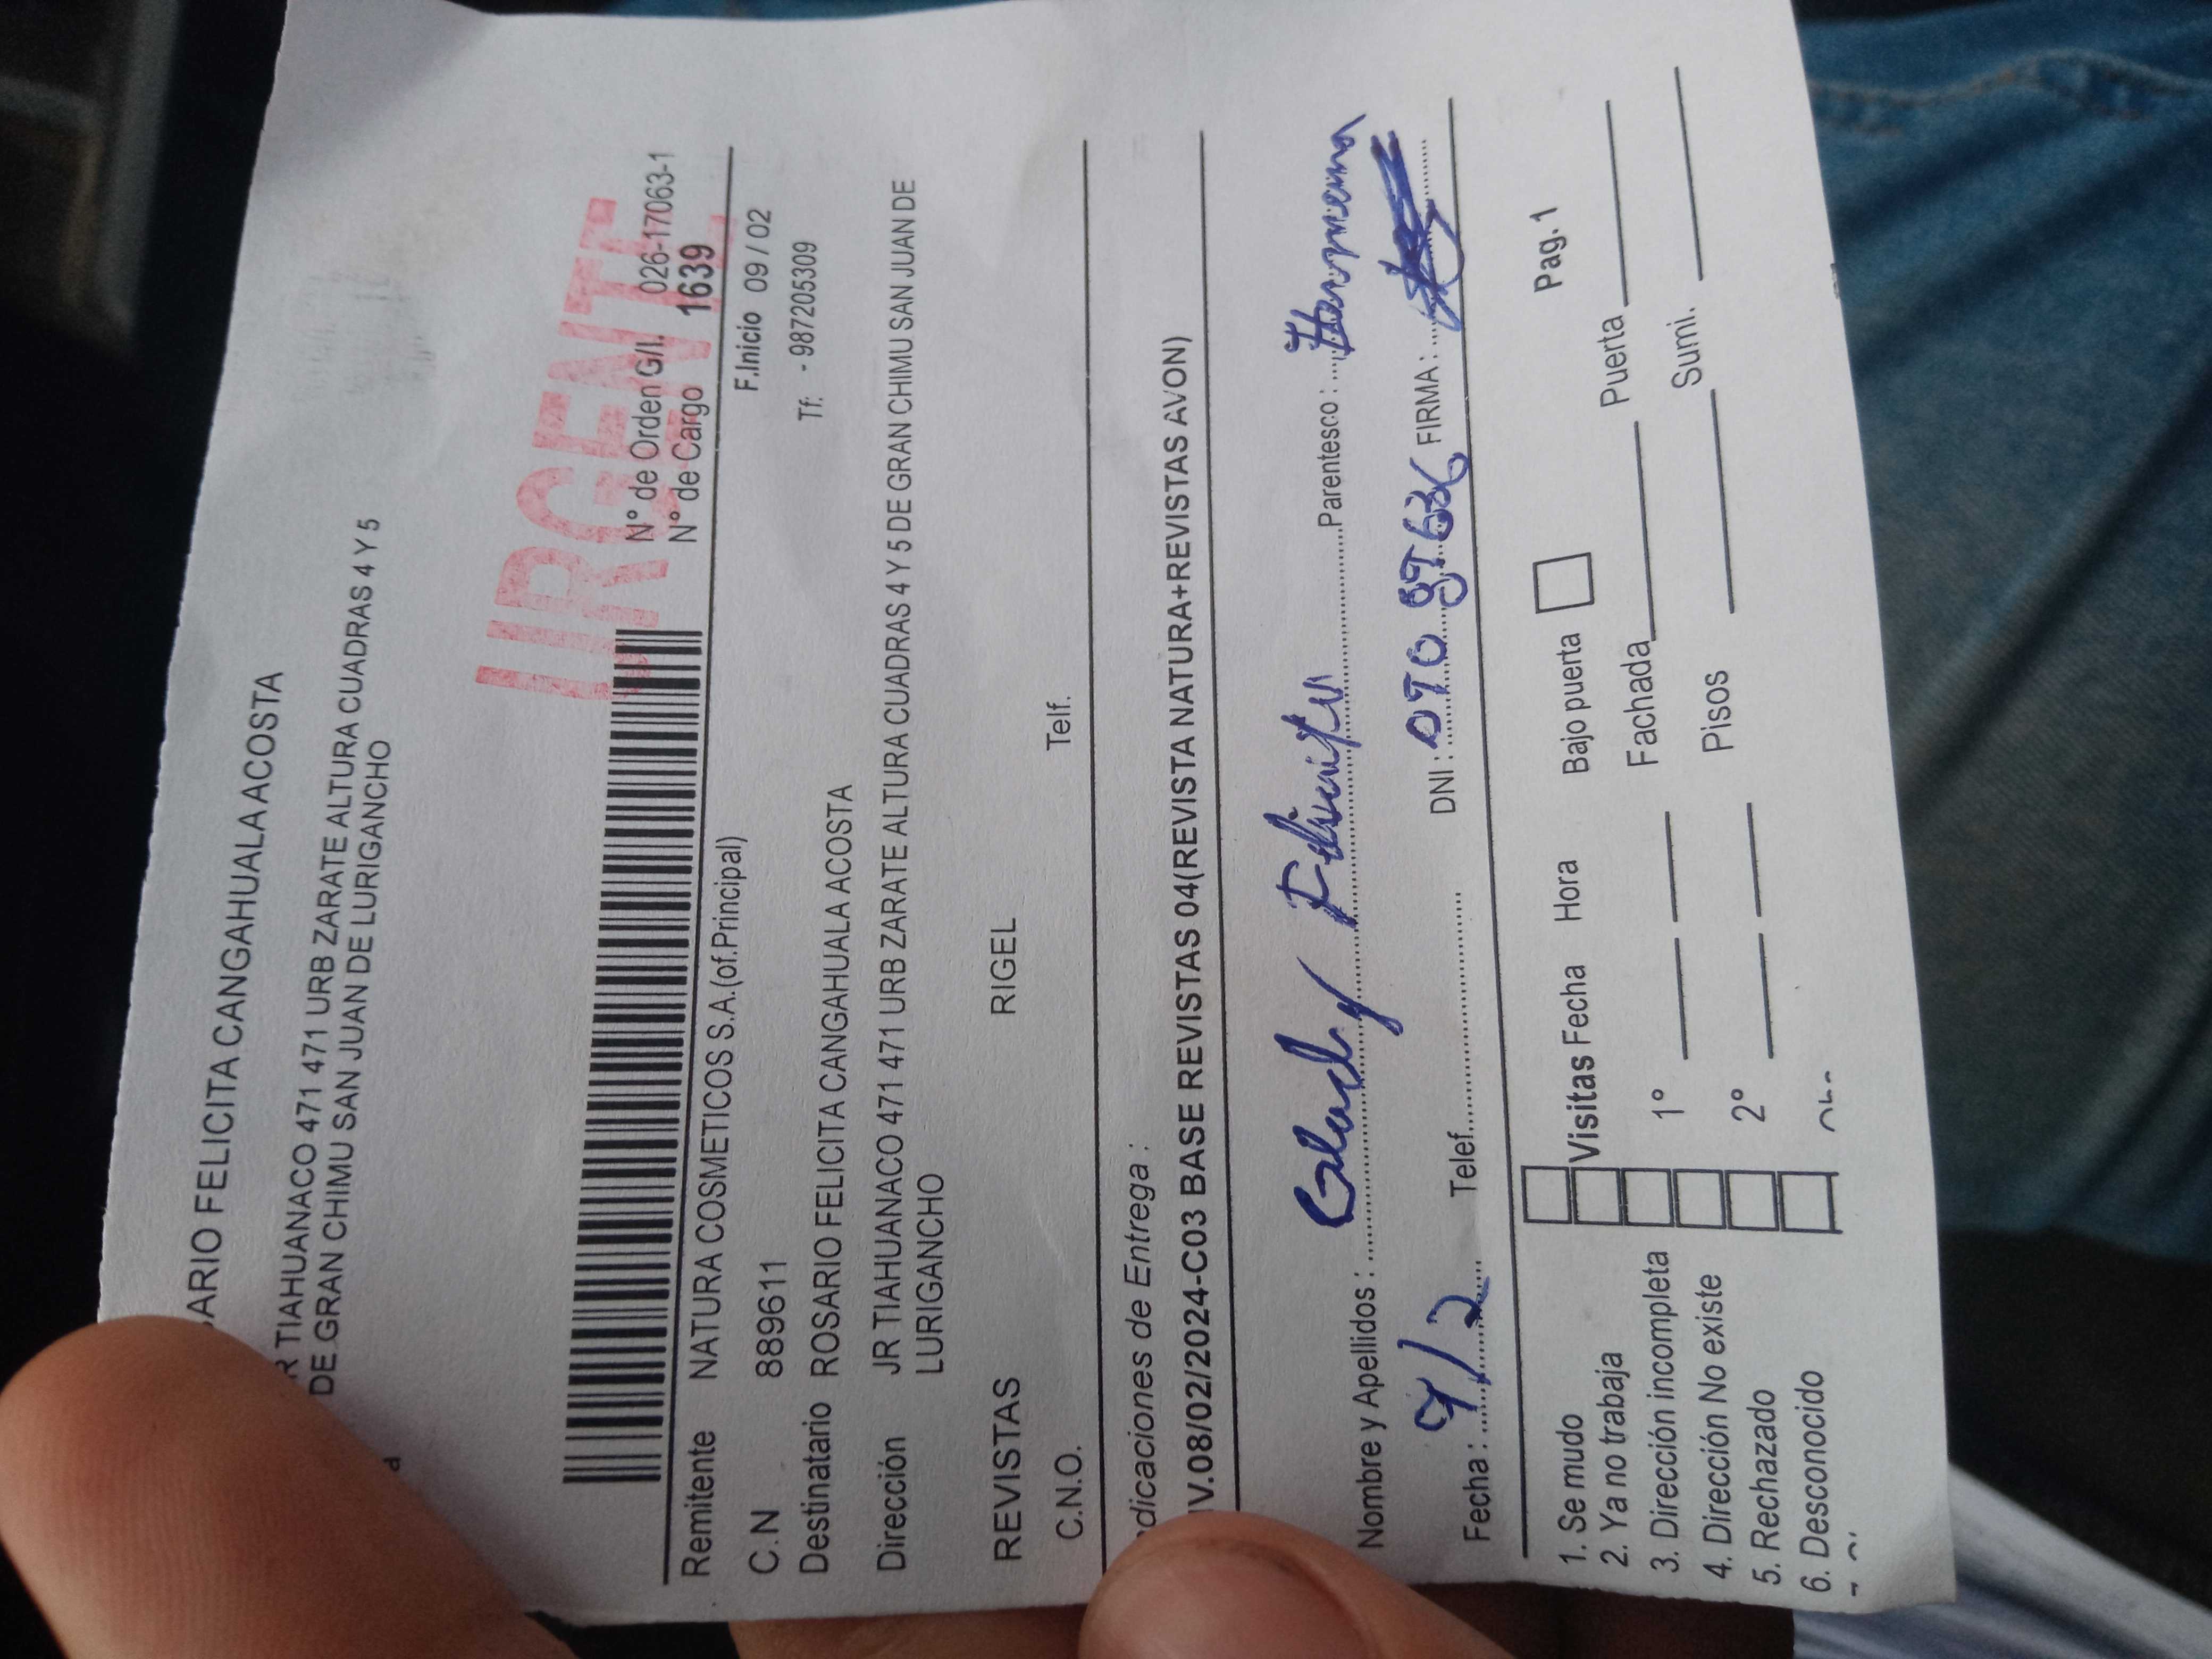 ARIO FELICITA CANGAHUALA ACOSTA
R TIAHUANACO 471 471 URB ZARATE ALTURA CUADRAS 4 Y 5
DE GRAN CHIMU SAN JUAN DE LURIGANCHO
URGENTE
N° de Orden G/I. 026-17063-1
N° de Cargo 1639
Remitente NATURA COSMETICOS S.A.(of.Principal) F.Inicio 09 / 02
C.N 889611 Tf: - 987205309
Destinatario ROSARIO FELICITA CANGAHUALA ACOSTA
Dirección JR TIAHUANACO 471 471 URB ZARATE ALTURA CUADRAS 4 Y 5 DE GRAN CHIMU SAN JUAN DE
LURIGANCHO
REVISTAS RIGEL
C.N.O. Telf.
dicaciones de Entrega :
V.08/02/2024-C03 BASE REVISTAS 04(REVISTA NATURA+REVISTAS AVON)
Nombre y Apellidos : Glady Parentesco : Hermana
Fecha : 9/2 Telef. DNI : FIRMA :
1. Se mudo Bajo puerta Pag. 1
2. Ya no trabaja Visitas Fecha Hora Fachada Puerta
3. Dirección incompleta 1°
4. Dirección No existe Pisos Sumi.
5. Rechazado 2°
6. Desconocido